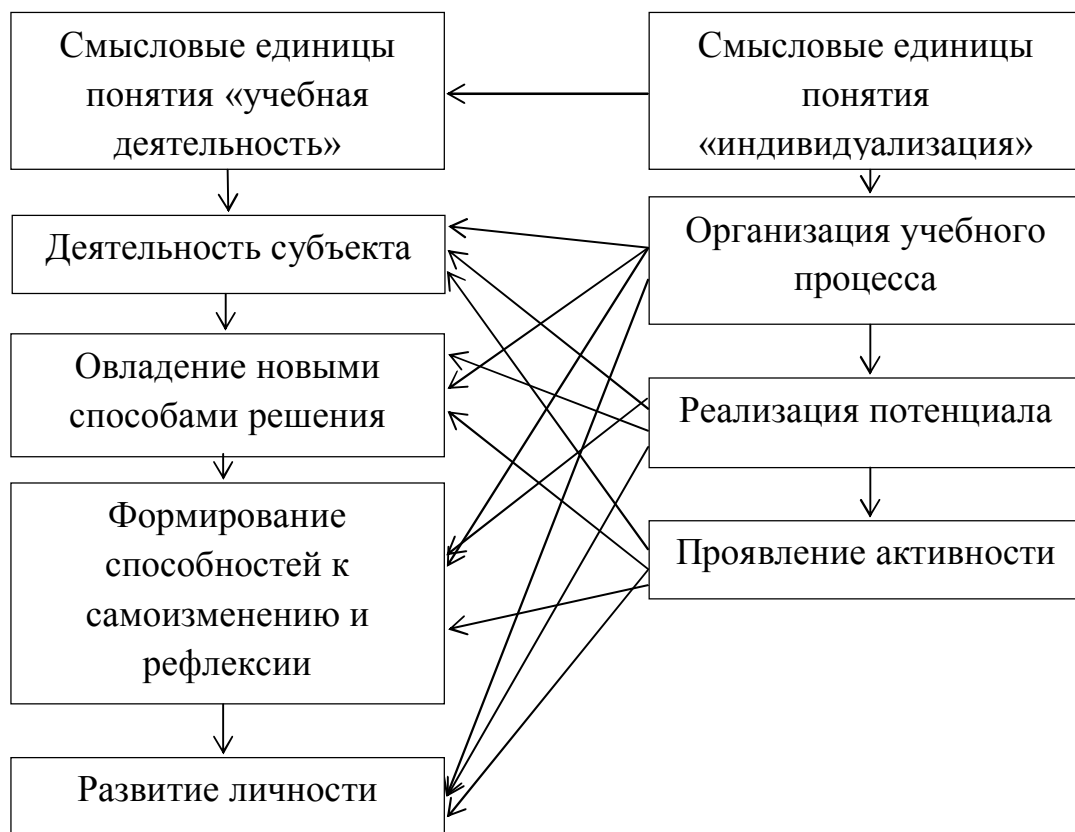 Смысловые единицы
понятия «учебная
деятельность»
Деятельность субъекта
Овладение новыми
способами решения
Формирование
способностей к
самоизменению и
рефлексии
Развитие личности
Смысловые единицы
понятия
«индивидуализация»
Организация учебного
процесса
Реализация потенциала
Проявление активности